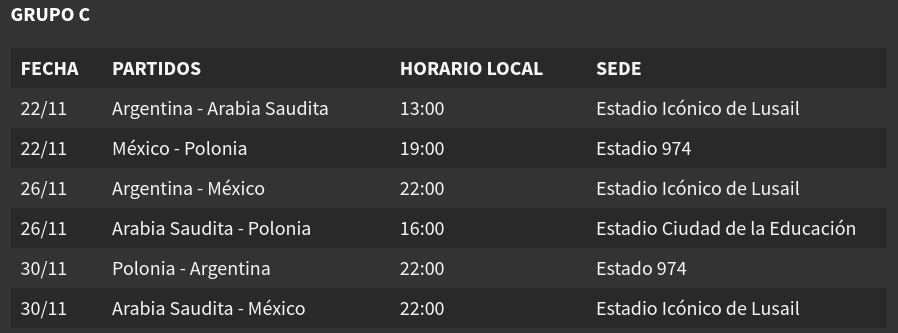 GRUPO C
FECHA PARTIDOS HORARIO LOCAL SEDE
22/11 Argentina - Arabia Saudita 13:00 Estadio Icónico de Lusail
22/11 México - Polonia 19:00 Estadio 974
26/11 Argentina - México 22:00 Estadio Icónico de Lusail
26/11 Arabia Saudita - Polonia 16:00 Estadio Ciudad de la Educación
30/11 Polonia - Argentina 22:00 Estado 974
30/11 Arabia Saudita - México 22:00 Estadio Icónico de Lusail